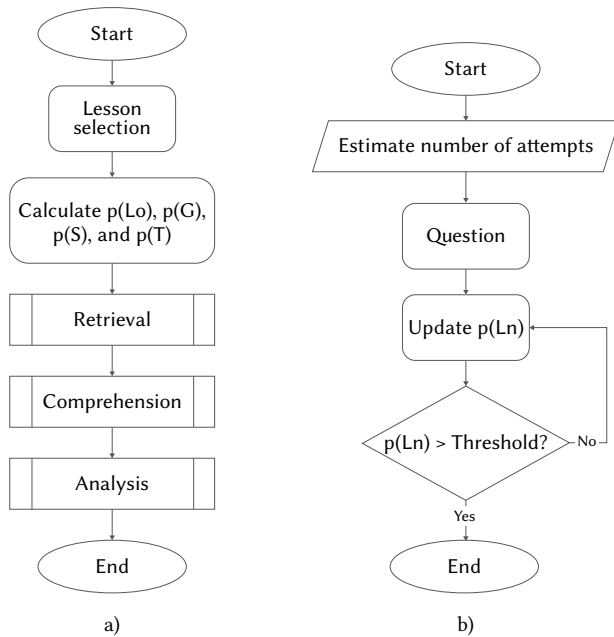 Start
Lesson
selection
Calculate p(Lo), p(G),
p(S), and p(T)
Retrieval
Comprehension
Analysis
End
a)
Start
Estimate number of attempts
Question
Update p(Ln)
p(Ln) > Threshold?
No
Yes
End
b)